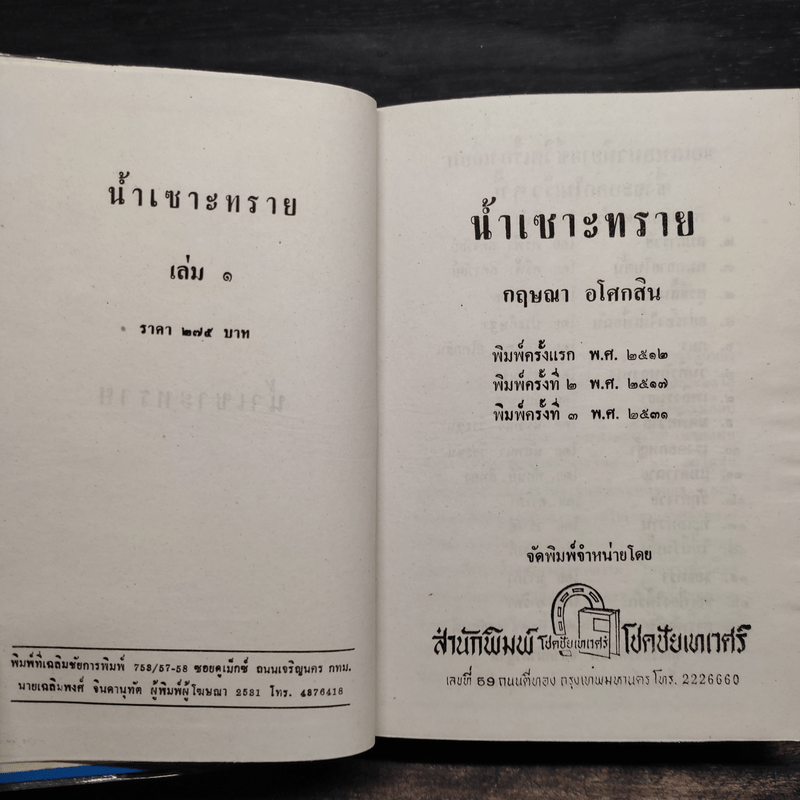 น้ำเซาะทราย
เล่ม ๑
ราคา ๒๗๕ บาท
พิมพ์ที่เฉลิมชัยการพิมพ์ 753/57-58 ซอยดูเม็กซ์ ถนนเจริญนคร กทม.
นายเฉลิมพงศ์ จินดานุทัต ผู้พิมพ์ผู้โฆษณา 2531 โทร. 4376418
น้ำเซาะทราย
กฤษณา อโศกสิน
พิมพ์ครั้งแรก พ.ศ. ๒๕๑๒
พิมพ์ครั้งที่ ๒ พ.ศ. ๒๕๑๗
พิมพ์ครั้งที่ ๓ พ.ศ. ๒๕๓๑
จัดพิมพ์จำหน่ายโดย
สำนักพิมพ์ โชคชัยเทเวศร์ โชคชัยเทเวศร์
เลขที่ 59 ถนนตีทอง กรุงเทพมหานคร โทร. 2226660